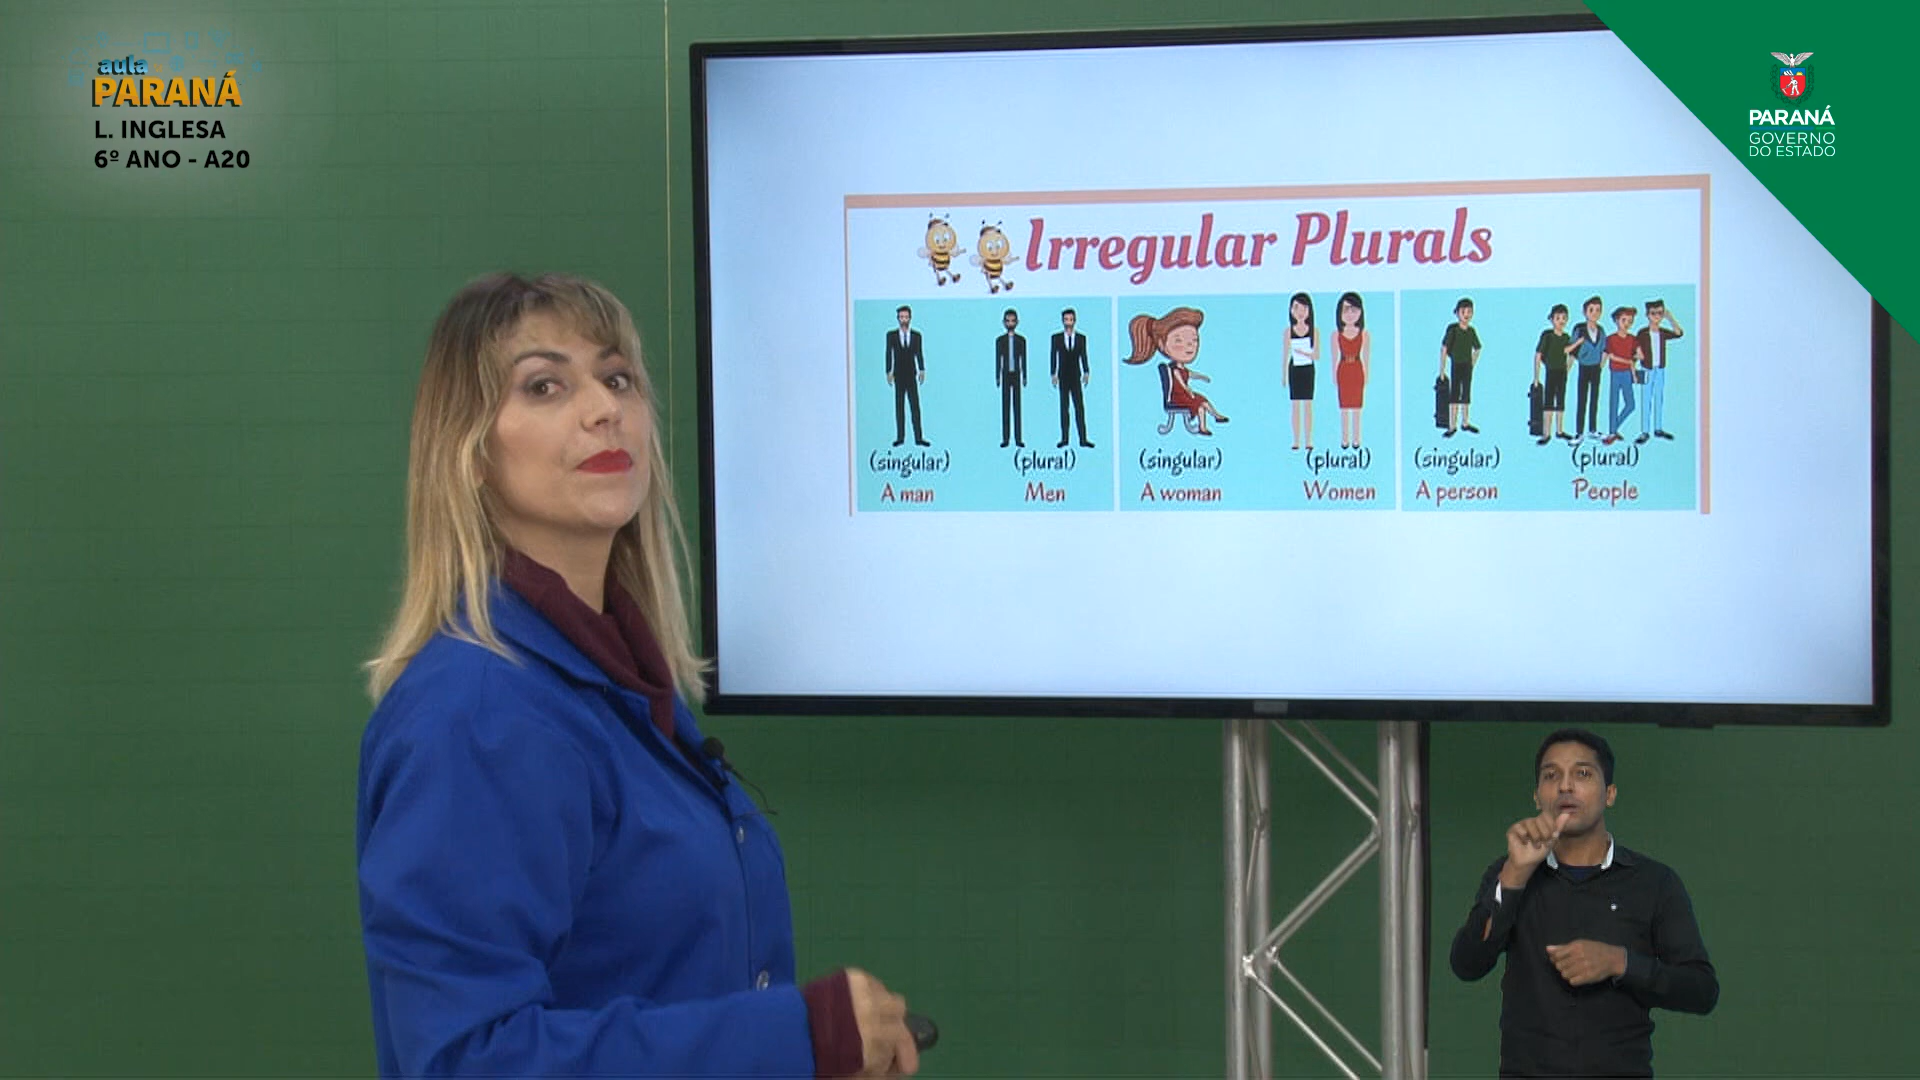 aula
PARANÁ
L. INGLESA
6º ANO - A20
PARANÁ
GOVERNO
DO ESTADO
Irregular Plurals
(singular) (plural) (singular) (plural) (singular) (plural)
A man Men A woman Women A person People